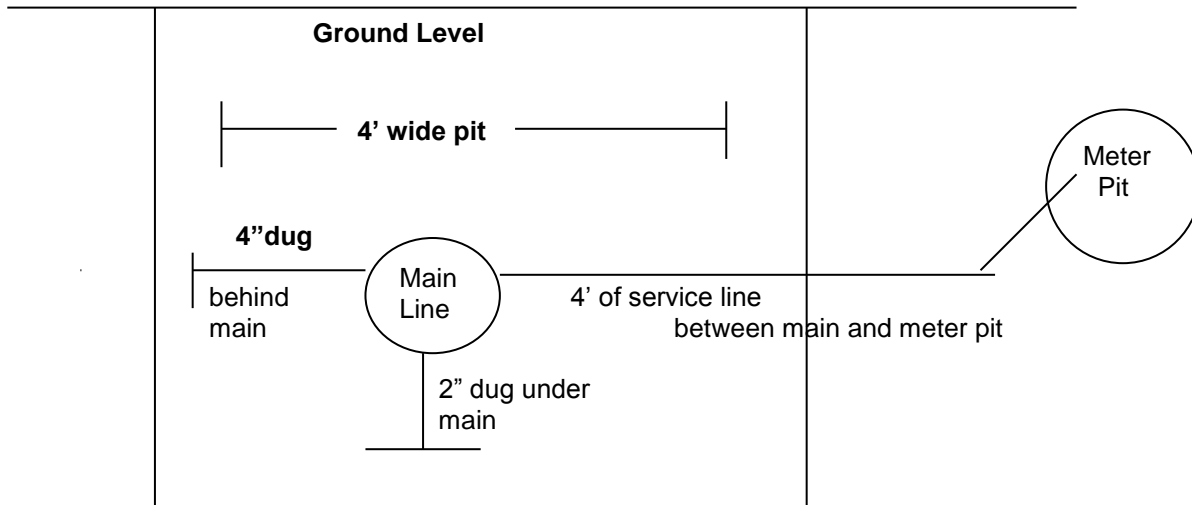 Ground Level
4’ wide pit
Meter
Pit
4”dug
behind
main
Main
Line
4’ of service line
between main and meter pit
2” dug under
main